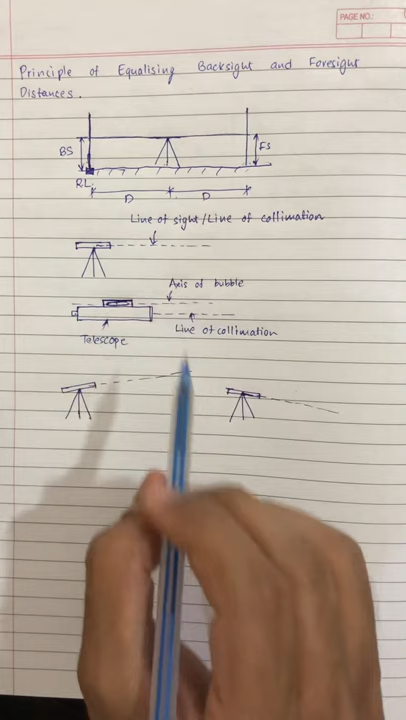 PAGE NO.:
Principle of Equalising Backsight and Foresight
Distances.
BS
FS
RL
D
D
Line of sight/Line of collimation
Axis of bubble
Line of collimation
Telescope